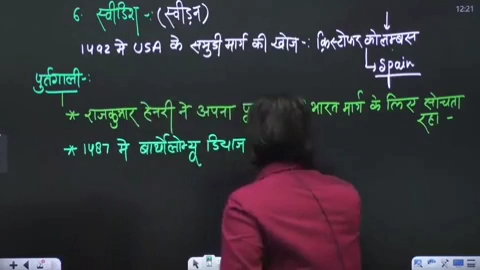 12:21
6. स्वीडिश -: (स्वीडन)
1492 मे USA के समुद्री मार्ग की खोज -: क्रिस्टोफर कोलम्बस
Spain
पुर्तगाली -:
* राजकुमार हेनरी ने अपना भारत मार्ग के लिए सोचता
रहा -
* 1487 मे बार्थेलोम्यू डियाज